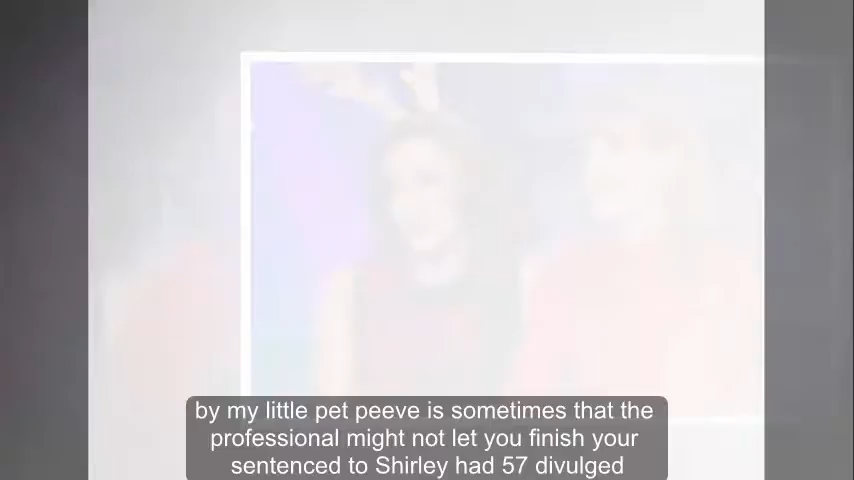 by my little pet peeve is sometimes that the
professional might not let you finish your
sentenced to Shirley had 57 divulged